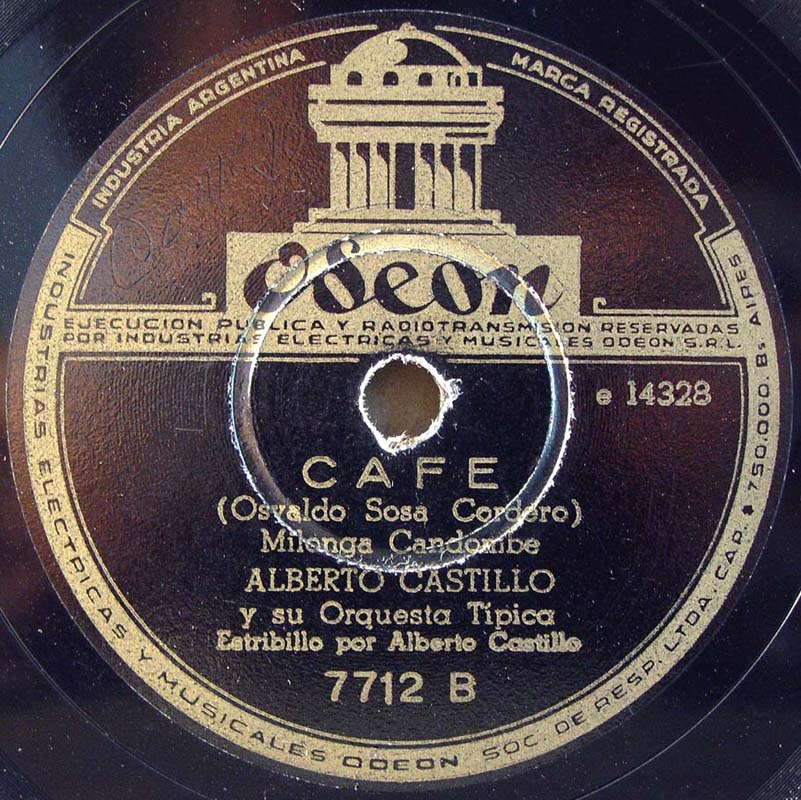 INDUSTRIA ARGENTINA
MARCA REGISTRADA
Odeon
EJECUCION PUBLICA Y RADIOTRANSMISION RESERVADAS
POR INDUSTRIAS ELECTRICAS Y MUSICALES ODEON S.R.L.
e 14328
CAFE
(Osvaldo Sosa Cordero)
Milonga Candombe
ALBERTO CASTILLO
y su Orquesta Típica
Estribillo por Alberto Castillo
7712 B
INDUSTRIAS ELECTRICAS Y MUSICALES ODEON SOC. DE RESP. LTDA. CAP. $ 750.000 Bs AIRES